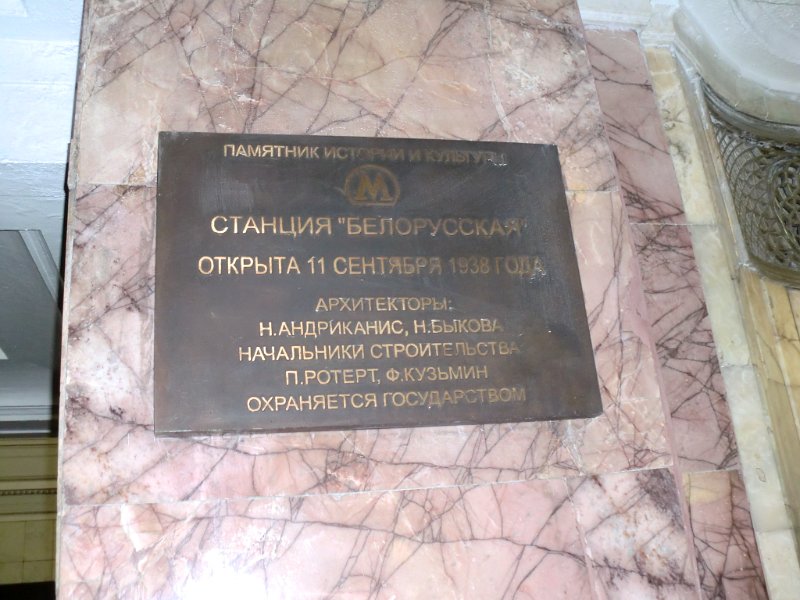 ПАМЯТНИК ИСТОРИИ И КУЛЬТУРЫ
М
СТАНЦИЯ "БЕЛОРУССКАЯ"
ОТКРЫТА 11 СЕНТЯБРЯ 1938 ГОДА
АРХИТЕКТОРЫ:
Н.АНДРИКАНИС, Н.БЫКОВА
НАЧАЛЬНИКИ СТРОИТЕЛЬСТВА
П.РОТЕРТ, Ф.КУЗЬМИН
ОХРАНЯЕТСЯ ГОСУДАРСТВОМ